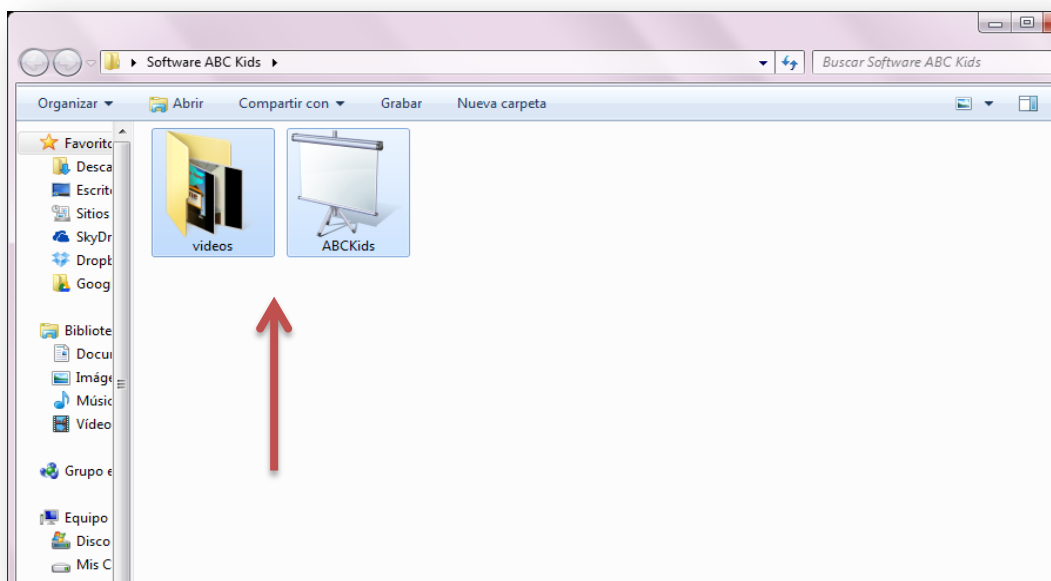 Software ABC Kids
Buscar Software ABC Kids
Organizar
Abrir
Compartir con
Grabar
Nueva carpeta
Favorito
Desca
Escrit
Sitios
SkyDr
Dropb
Goog
Bibliote
Docu
Imáge
Músic
Vídeo
Grupo e
Equipo
Disco
Mis C
videos
ABCKids